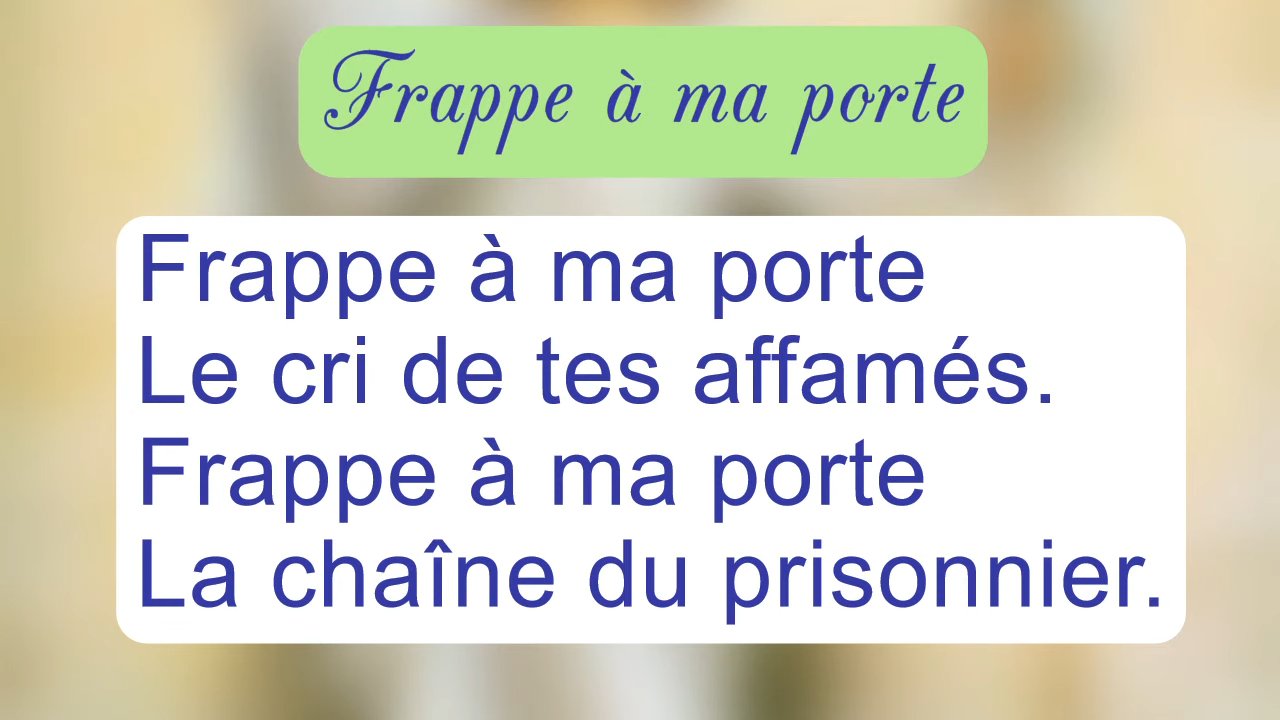 Frappe à ma porte
Frappe à ma porte
Le cri de tes affamés.
Frappe à ma porte
La chaîne du prisonnier.